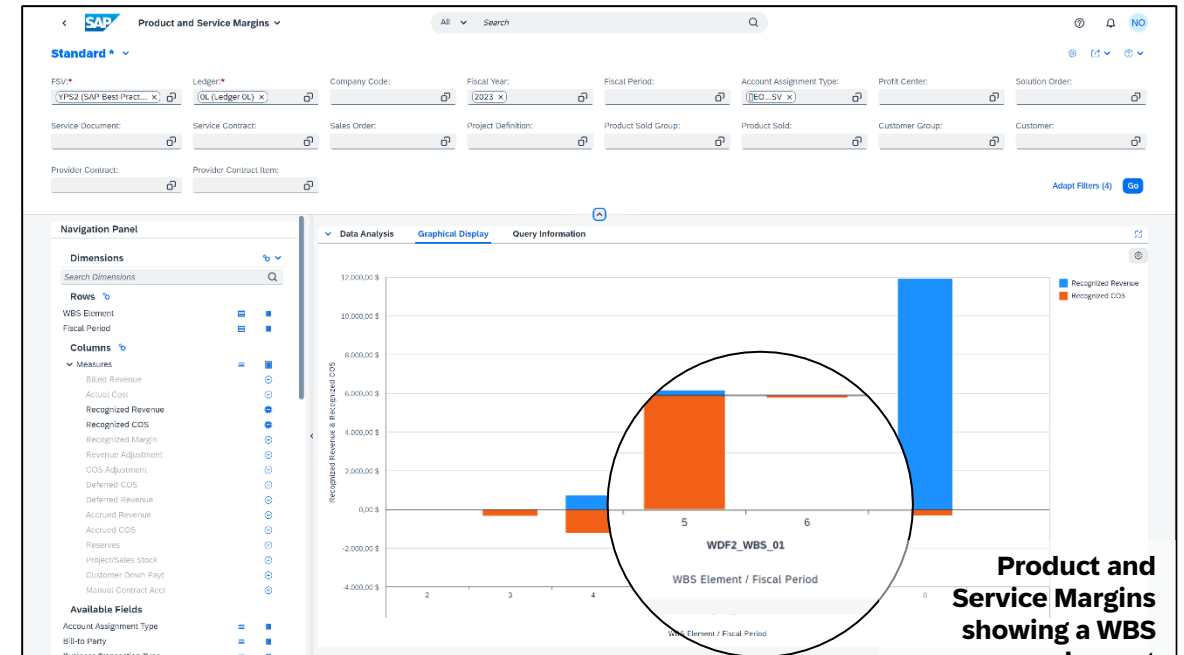 SAP Product and Service Margins
All Search NO
Standard *
FSV:* Ledger:* Company Code: Fiscal Year: Fiscal Period: Account Assignment Type: Profit Center: Solution Order:
YPS2 (SAP Best Pract... × 0L (Ledger 0L) × 2023 × []EO...SV ×
Service Document: Service Contract: Sales Order: Project Definition: Product Sold Group: Product Sold: Customer Group: Customer:
Provider Contract: Provider Contract Item:
Adapt Filters (4) Go
Navigation Panel
Dimensions
Search Dimensions
Rows
WBS Element
Fiscal Period
Columns
Measures
Billed Revenue
Actual Cost
Recognized Revenue
Recognized COS
Recognized Margin
Revenue Adjustment
COS Adjustment
Deferred COS
Deferred Revenue
Accrued Revenue
Accrued COS
Reserves
Project/Sales Stock
Customer Down Payt
Manual Contract Accr
Available Fields
Account Assignment Type
Bill-to Party
Business Transaction Type
Data Analysis Graphical Display Query Information
Recognized Revenue
Recognized COS
Recognized Revenue & Recognized COS
12.000,00 $
10.000,00 $
8.000,00 $
6.000,00 $
4.000,00 $
2.000,00 $
0,00 $
-2.000,00 $
-4.000,00 $
2 3 4 8
5 6
WDF2_WBS_01
WBS Element / Fiscal Period
WBS Element / Fiscal Period
Product and
Service Margins
showing a WBS